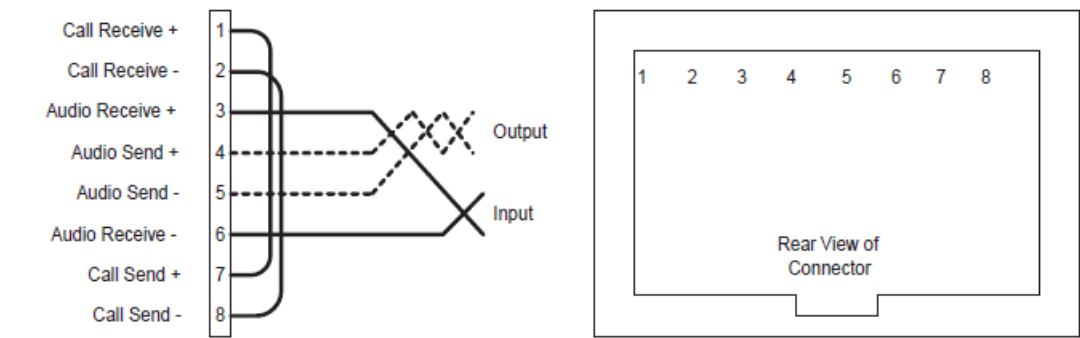 Call Receive + 1
Call Receive - 2
Audio Receive + 3
Audio Send + 4
Audio Send - 5
Audio Receive - 6
Call Send + 7
Call Send - 8
Output
Input
1 2 3 4 5 6 7 8
Rear View of
Connector